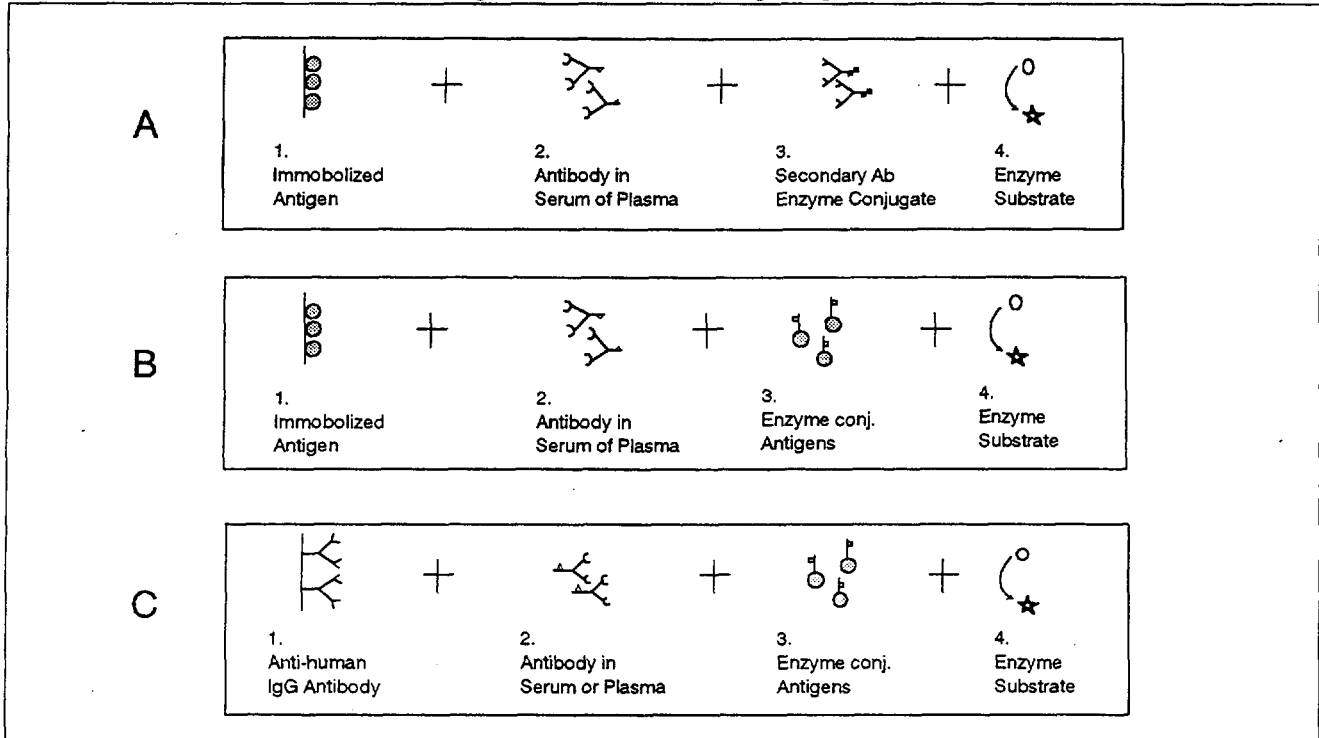 A
1.
Immobolized
Antigen
2.
Antibody in
Serum of Plasma
3.
Secondary Ab
Enzyme Conjugate
4.
Enzyme
Substrate
B
1.
Immobolized
Antigen
2.
Antibody in
Serum of Plasma
3.
Enzyme conj.
Antigens
4.
Enzyme
Substrate
C
1.
Anti-human
IgG Antibody
2.
Antibody in
Serum or Plasma
3.
Enzyme conj.
Antigens
4.
Enzyme
Substrate